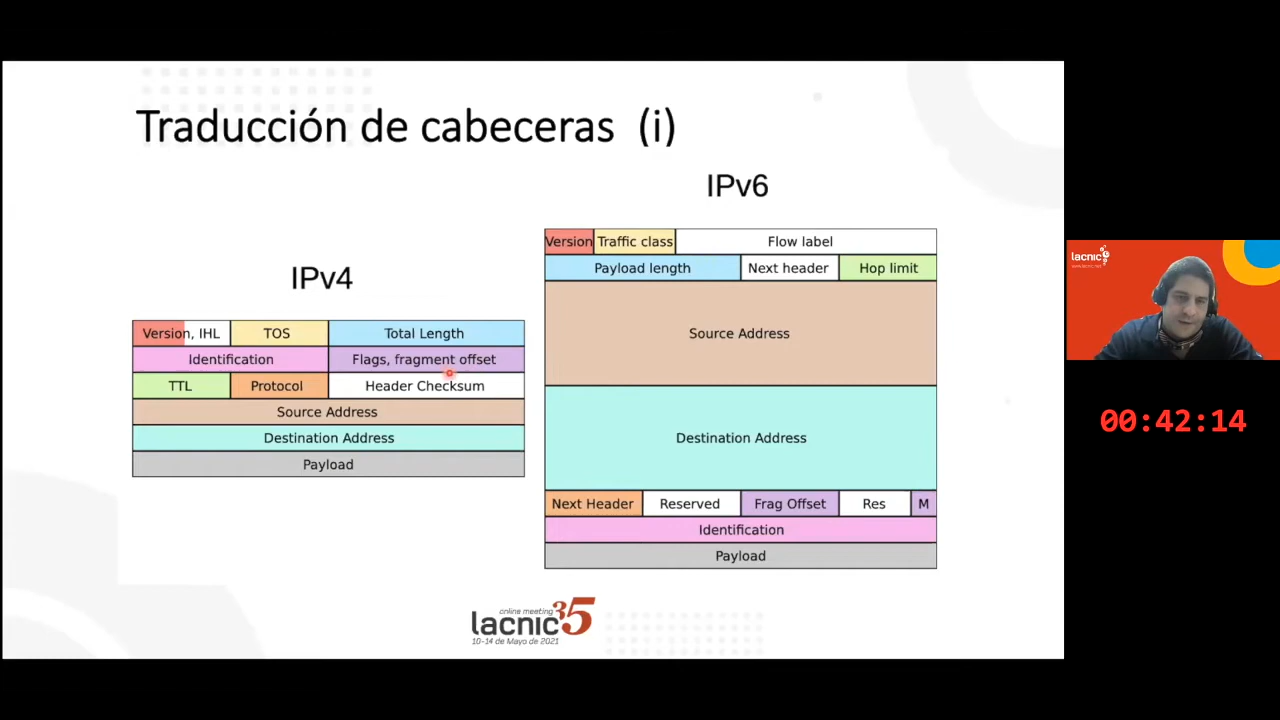 Traducción de cabeceras (i)
IPv6
Version Traffic class Flow label
Payload length Next header Hop limit
Source Address
Destination Address
Next Header Reserved Frag Offset Res M
Identification
Payload
IPv4
Version, IHL TOS Total Length
Identification Flags, fragment offset
TTL Protocol Header Checksum
Source Address
Destination Address
Payload
online meeting
lacnic 35
10-14 de Mayo de 2021
lacnic
00:42:14